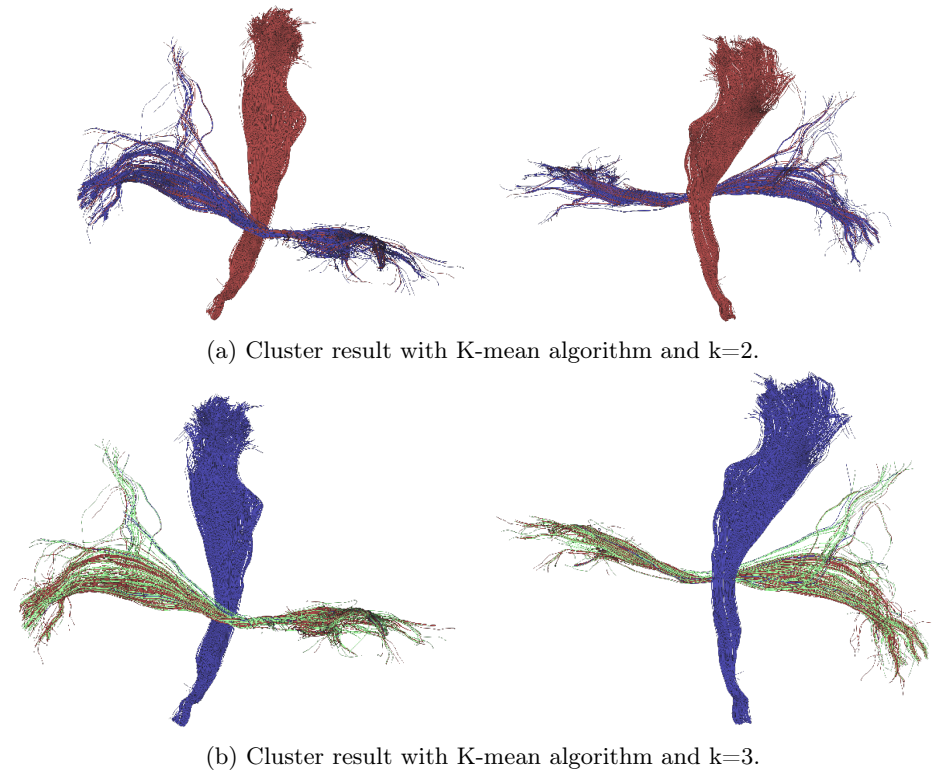 (a) Cluster result with K-mean algorithm and k=2.
(b) Cluster result with K-mean algorithm and k=3.